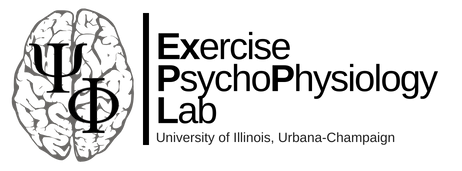 ΨΦ
Exercise
PsychoPhysiology
Lab
University of Illinois, Urbana-Champaign